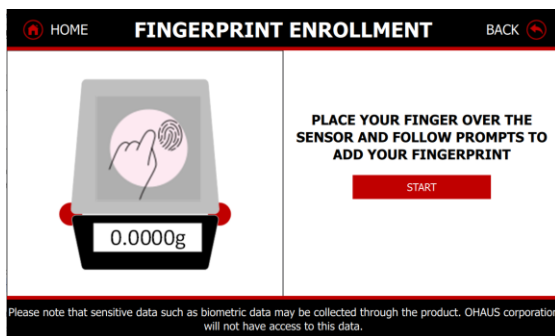 HOME
FINGERPRINT ENROLLMENT
BACK
PLACE YOUR FINGER OVER THE
SENSOR AND FOLLOW PROMPTS TO
ADD YOUR FINGERPRINT
START
0.0000g
Please note that sensitive data such as biometric data may be collected through the product. OHAUS corporation
will not have access to this data.